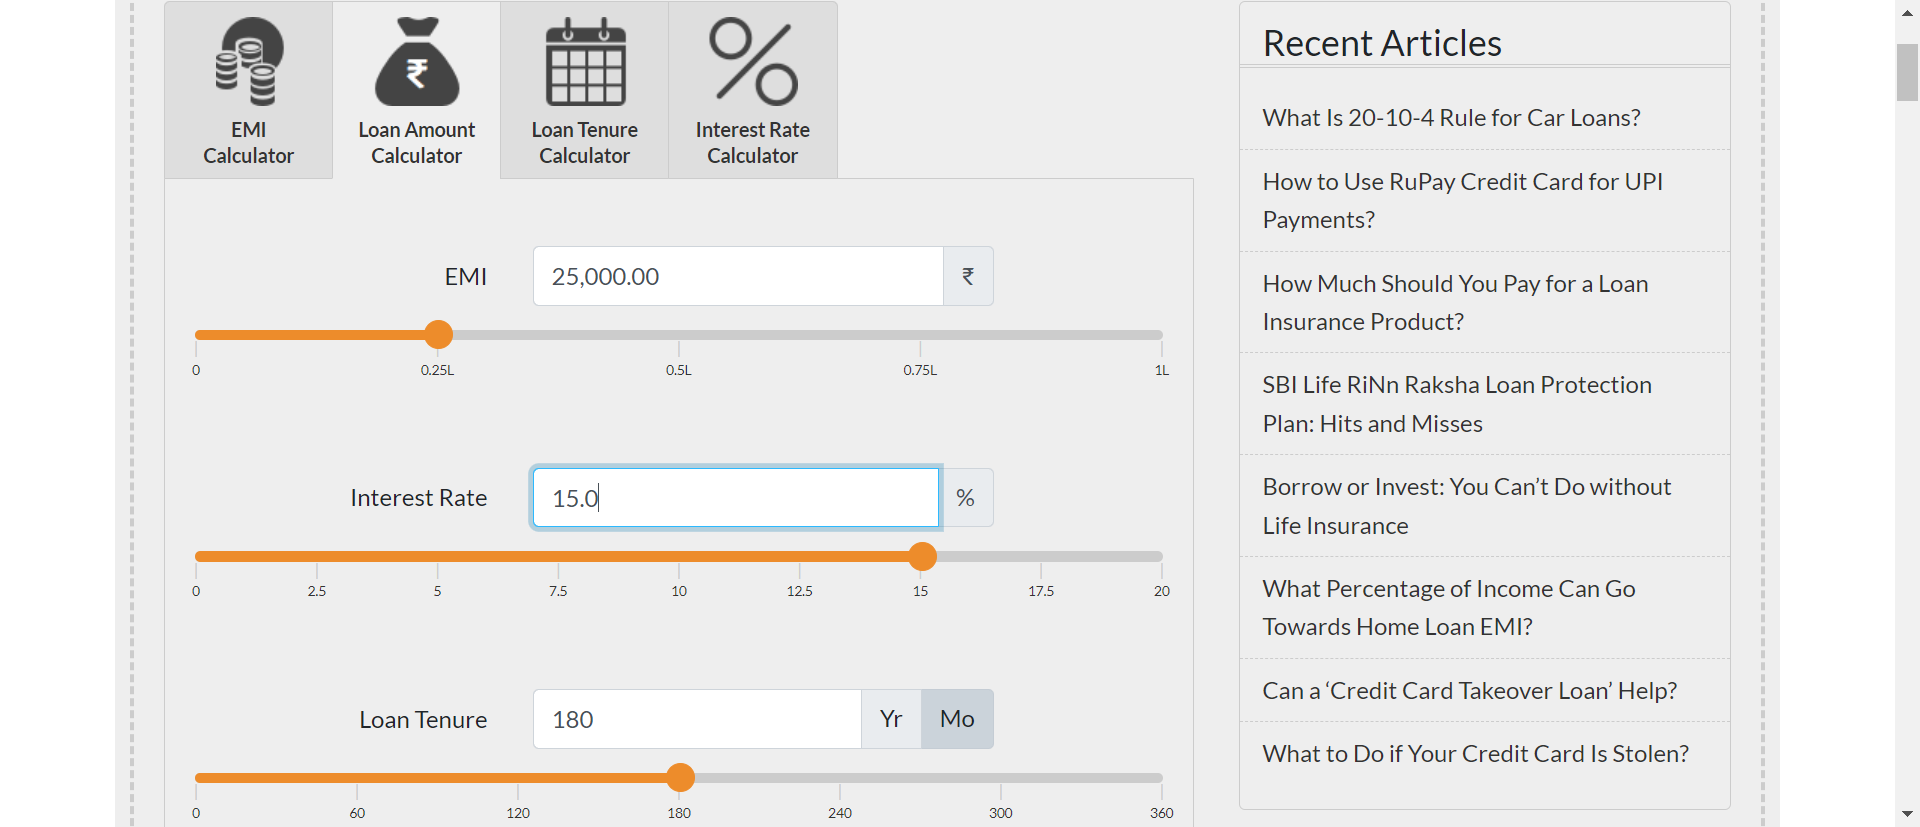 EMI
Calculator
Loan Amount
Calculator
Loan Tenure
Calculator
Interest Rate
Calculator
EMI
25,000.00
₹
0
0.25L
0.5L
0.75L
1L
Interest Rate
15.0
%
0
2.5
5
7.5
10
12.5
15
17.5
20
Loan Tenure
180
Yr
Mo
0
60
120
180
240
300
360
Recent Articles
What Is 20-10-4 Rule for Car Loans?
How to Use RuPay Credit Card for UPI
Payments?
How Much Should You Pay for a Loan
Insurance Product?
SBI Life RiNn Raksha Loan Protection
Plan: Hits and Misses
Borrow or Invest: You Can’t Do without
Life Insurance
What Percentage of Income Can Go
Towards Home Loan EMI?
Can a ‘Credit Card Takeover Loan’ Help?
What to Do if Your Credit Card Is Stolen?